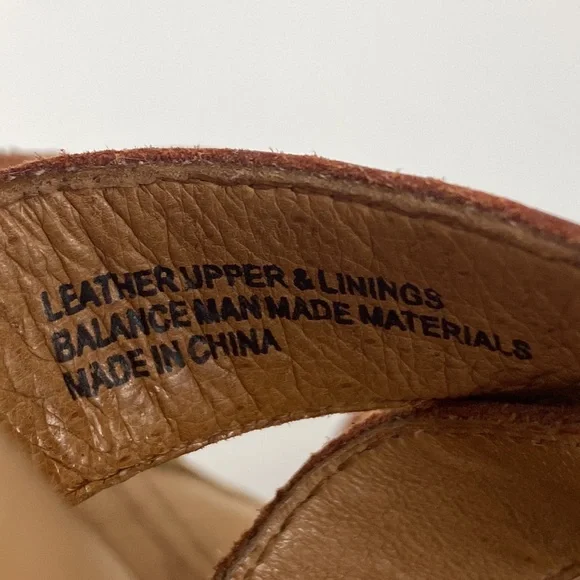 LEATHER UPPER & LININGS
BALANCE MAN MADE MATERIALS
MADE IN CHINA